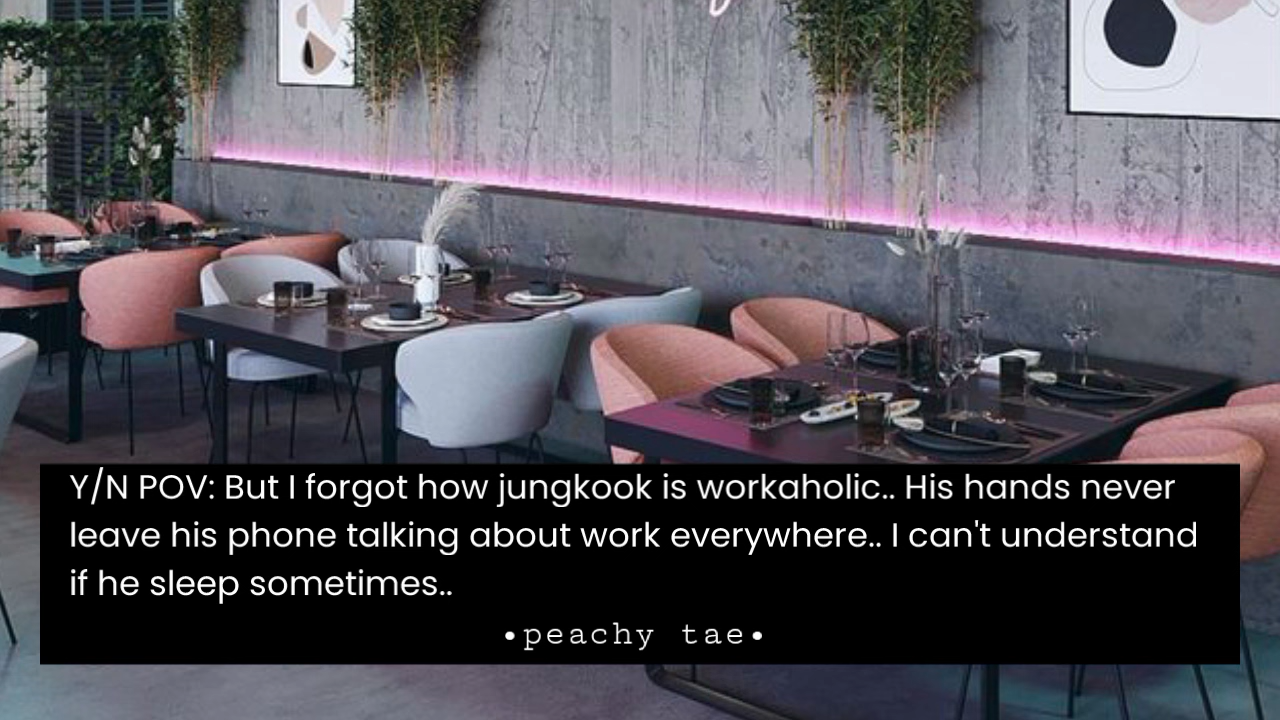 Y/N POV: But I forgot how jungkook is workaholic.. His hands never
leave his phone talking about work everywhere.. I can't understand
if he sleep sometimes..
•peachy tae•